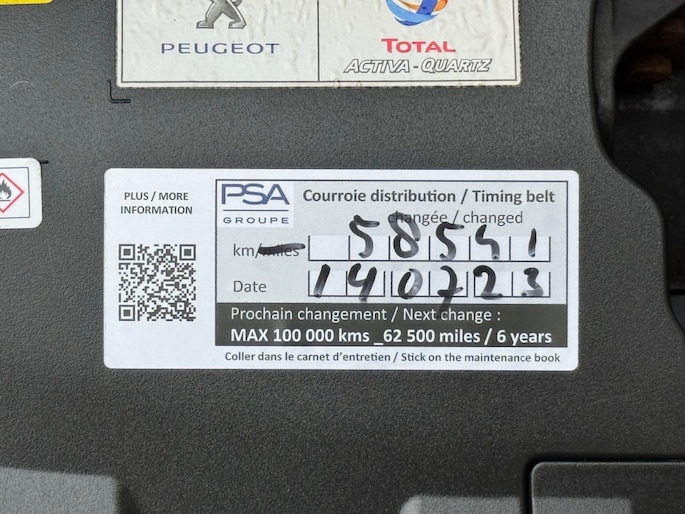 PEUGEOT
TOTAL
ACTIVA - QUARTZ
PLUS / MORE
INFORMATION
PSA
GROUPE
Courroie distribution / Timing belt
changée / changed
km/miles 58541
Date 140723
Prochain changement / Next change :
MAX 100 000 kms _62 500 miles / 6 years
Coller dans le carnet d'entretien / Stick on the maintenance book